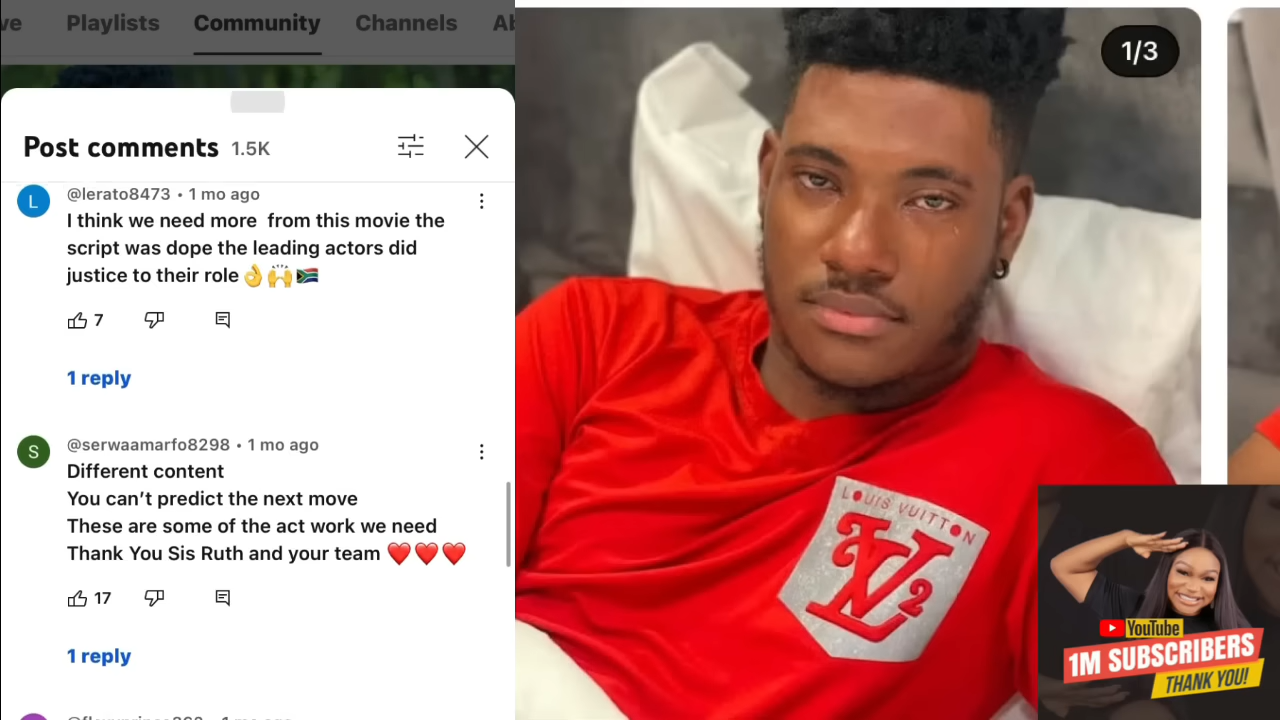 ve Playlists Community Channels Ab
Post comments 1.5K
@lerato8473 • 1 mo ago
I think we need more from this movie the
script was dope the leading actors did
justice to their role👌🙌🇿🇦
7
1 reply
@serwaamarfo8298 • 1 mo ago
Different content
You can’t predict the next move
These are some of the act work we need
Thank You Sis Ruth and your team ❤️❤️❤️
17
1 reply
1/3
LOUIS VUITTON
LV2
YouTube
1M SUBSCRIBERS
THANK YOU!